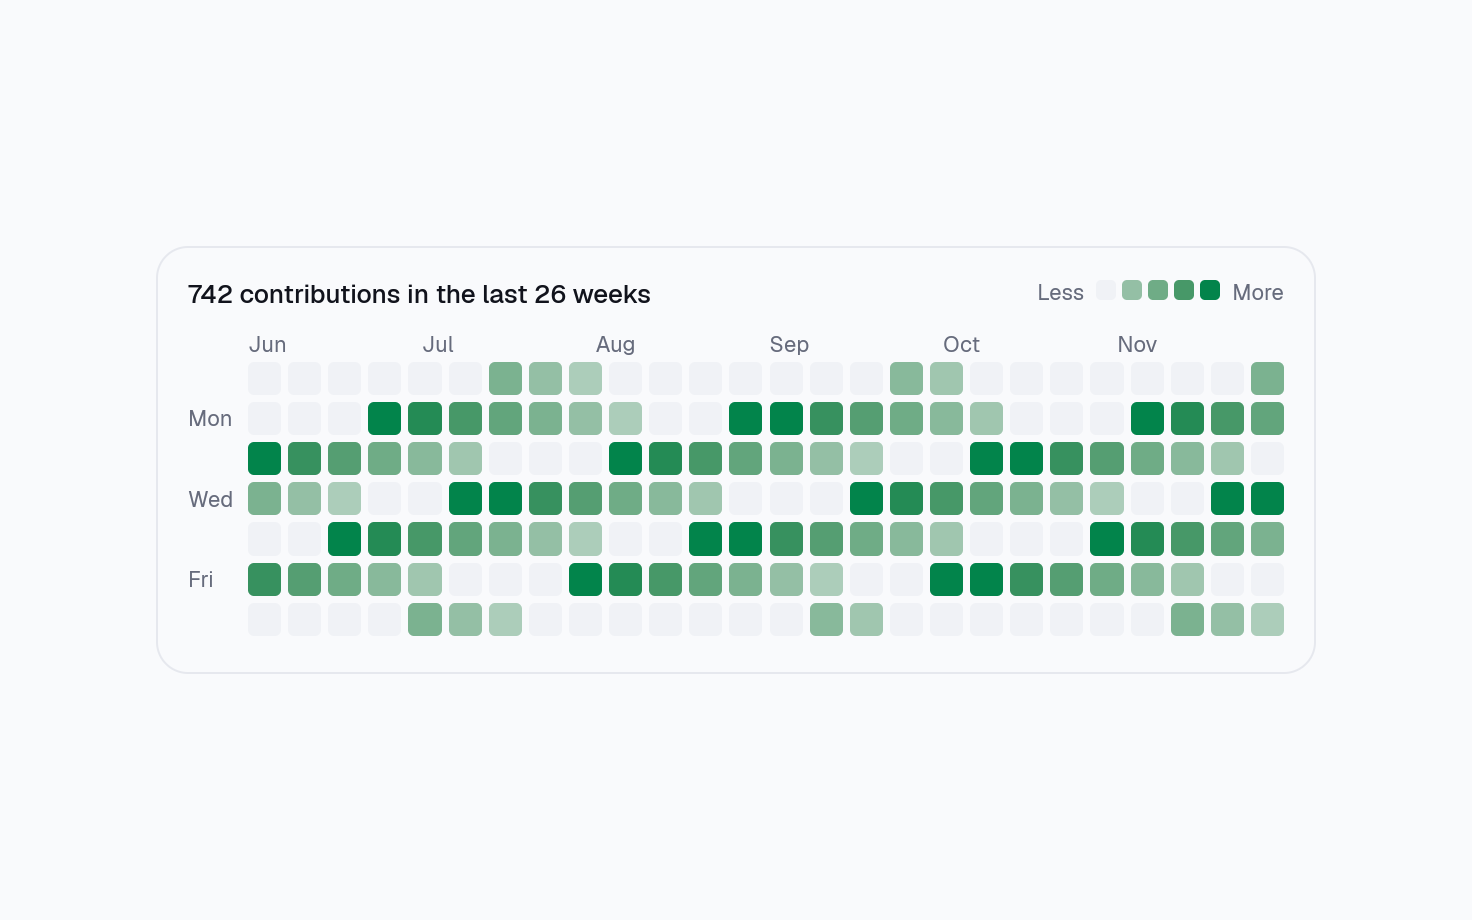 742 contributions in the last 26 weeks
Less More
Jun Jul Aug Sep Oct Nov
Mon
Wed
Fri